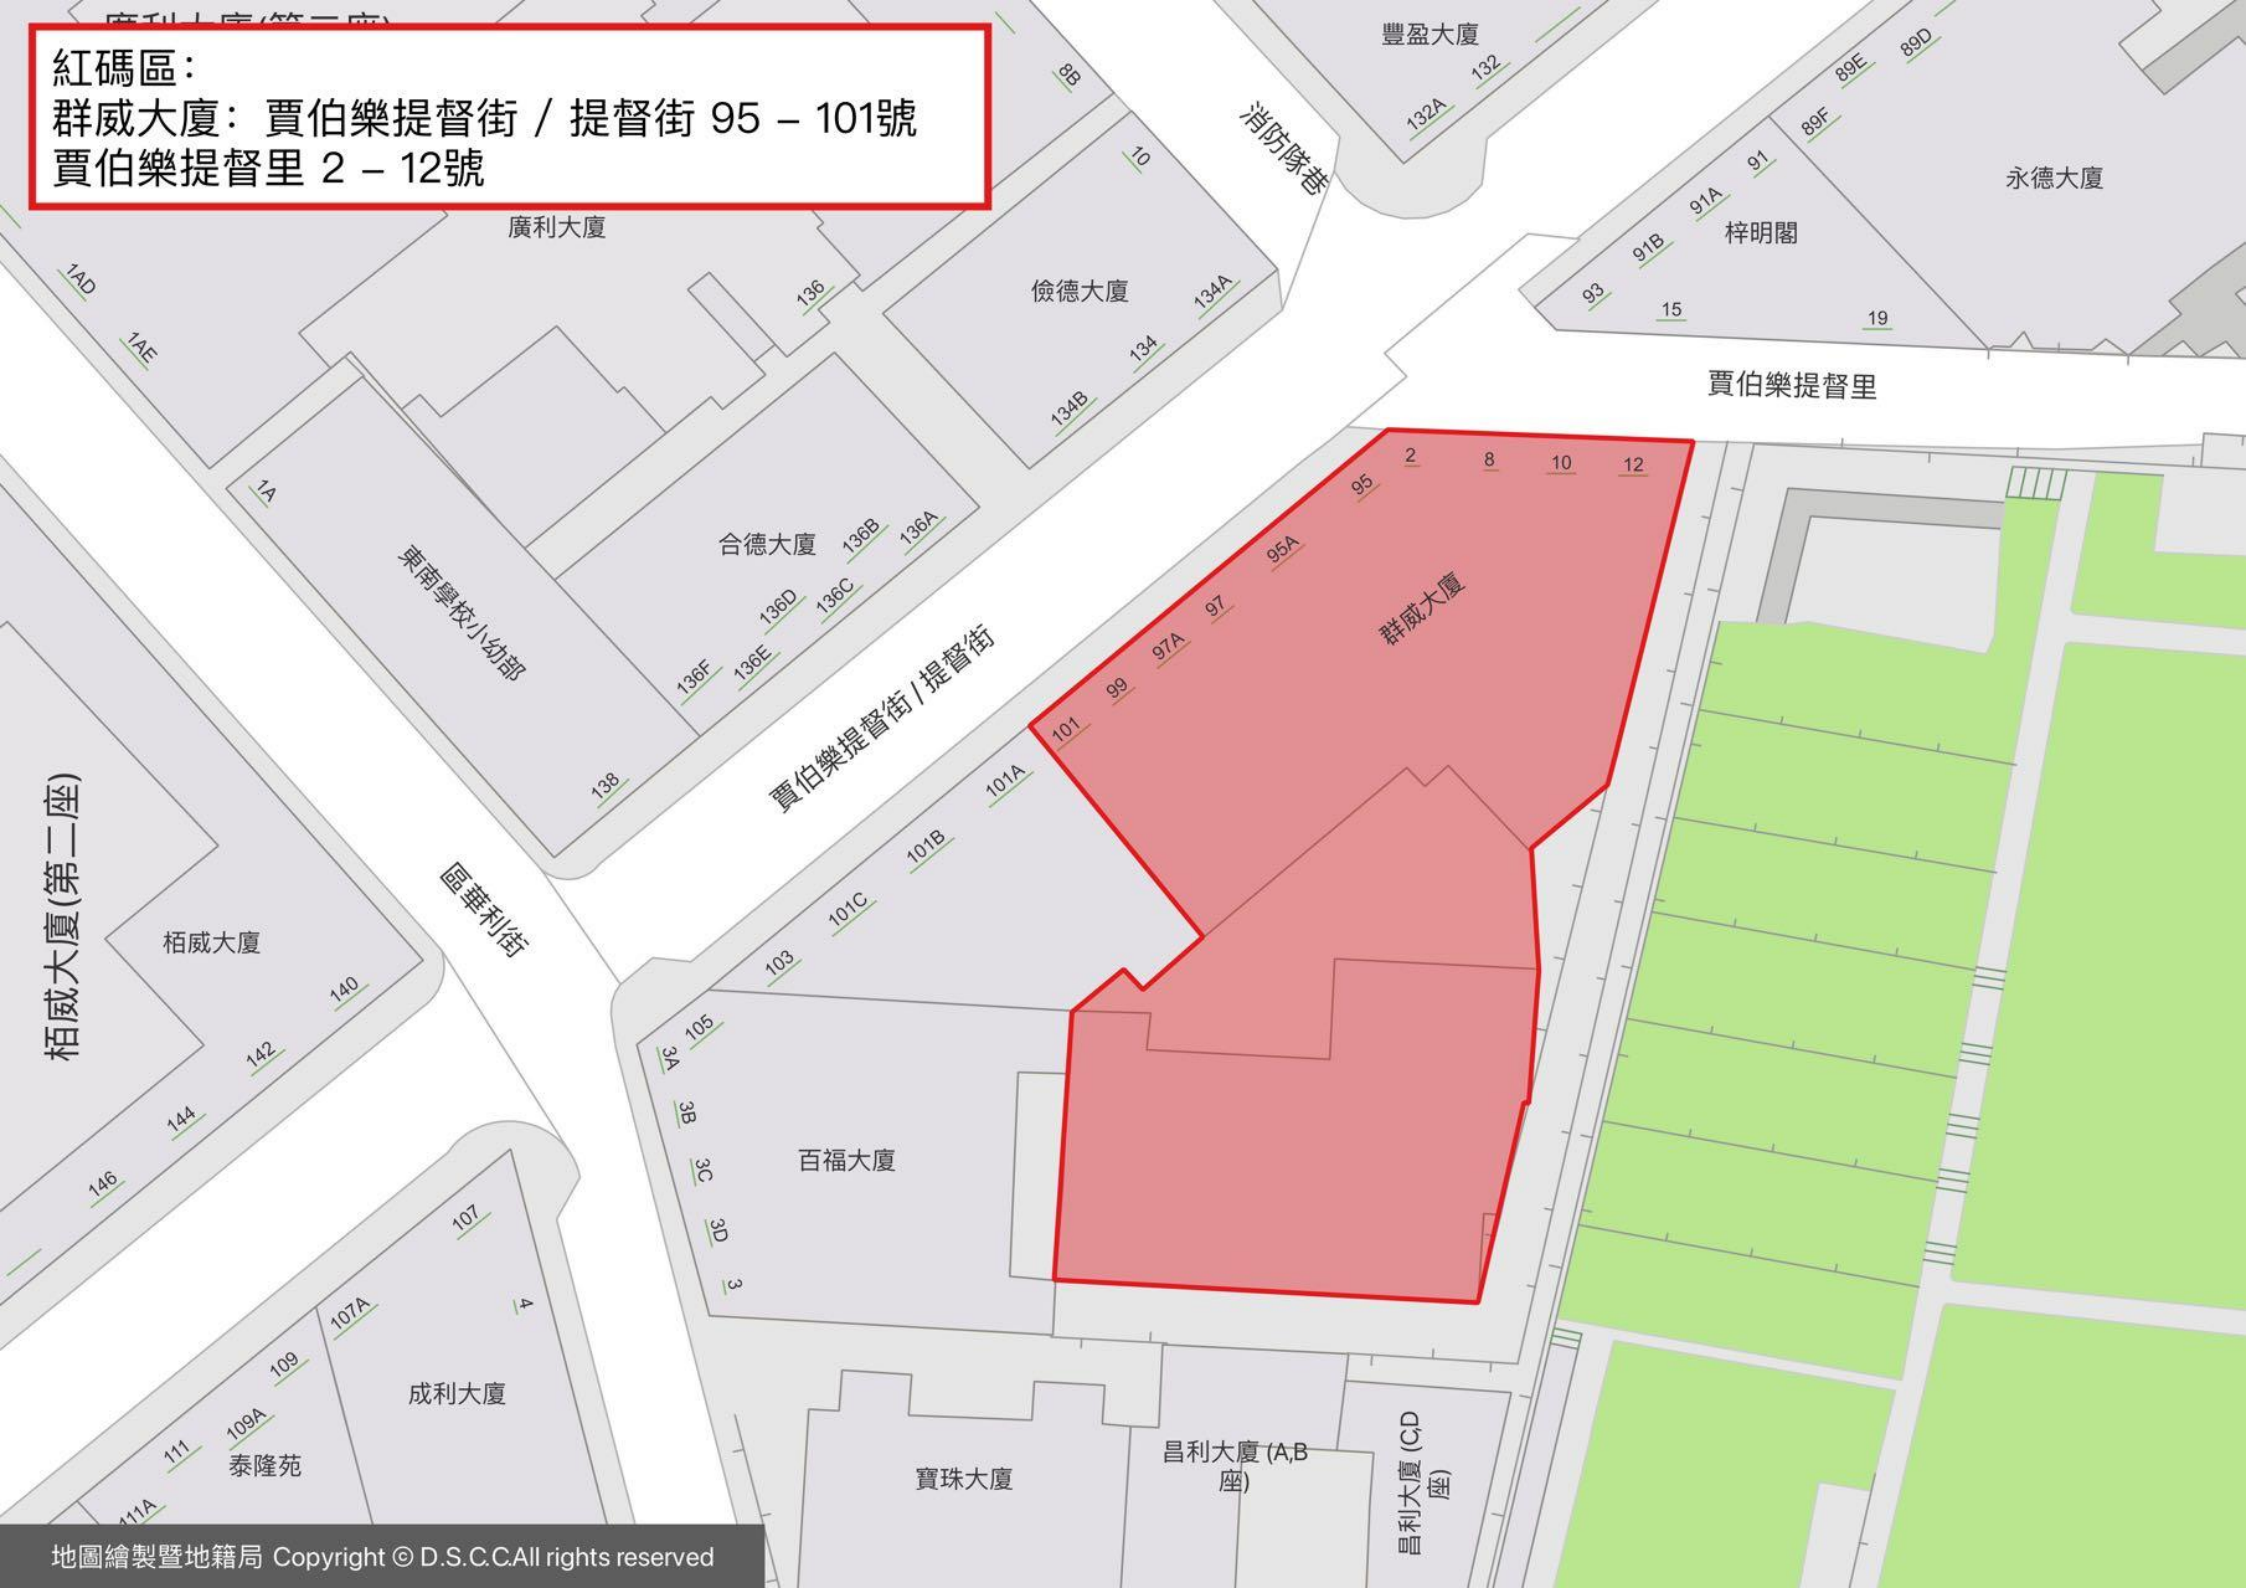 紅碼區：
群威大廈：賈伯樂提督街 / 提督街 95 – 101號
賈伯樂提督里 2 – 12號
豐盈大廈
132
132A
8B
10
消防隊巷
89D
89E
89F
91
91A
91B
93
15
19
梓明閣
永德大廈
廣利大廈
136
1AD
1AE
儉德大廈
134A
134
134B
賈伯樂提督里
1A
東南學校小幼部
合德大廈
136A
136B
136C
136D
136E
136F
138
賈伯樂提督街 / 提督街
2
8
10
12
95
95A
97
97A
99
101
群威大廈
101A
101B
101C
103
105
區華利街
栢威大廈(第二座)
栢威大廈
140
142
144
146
3A
3B
3C
3D
3
百福大廈
107
107A
109
109A
111
111A
4
成利大廈
泰隆苑
寶珠大廈
昌利大廈 (A,B
座)
昌利大廈 (C,D
座)
地圖繪製暨地籍局 Copyright © D.S.C.C.All rights reserved